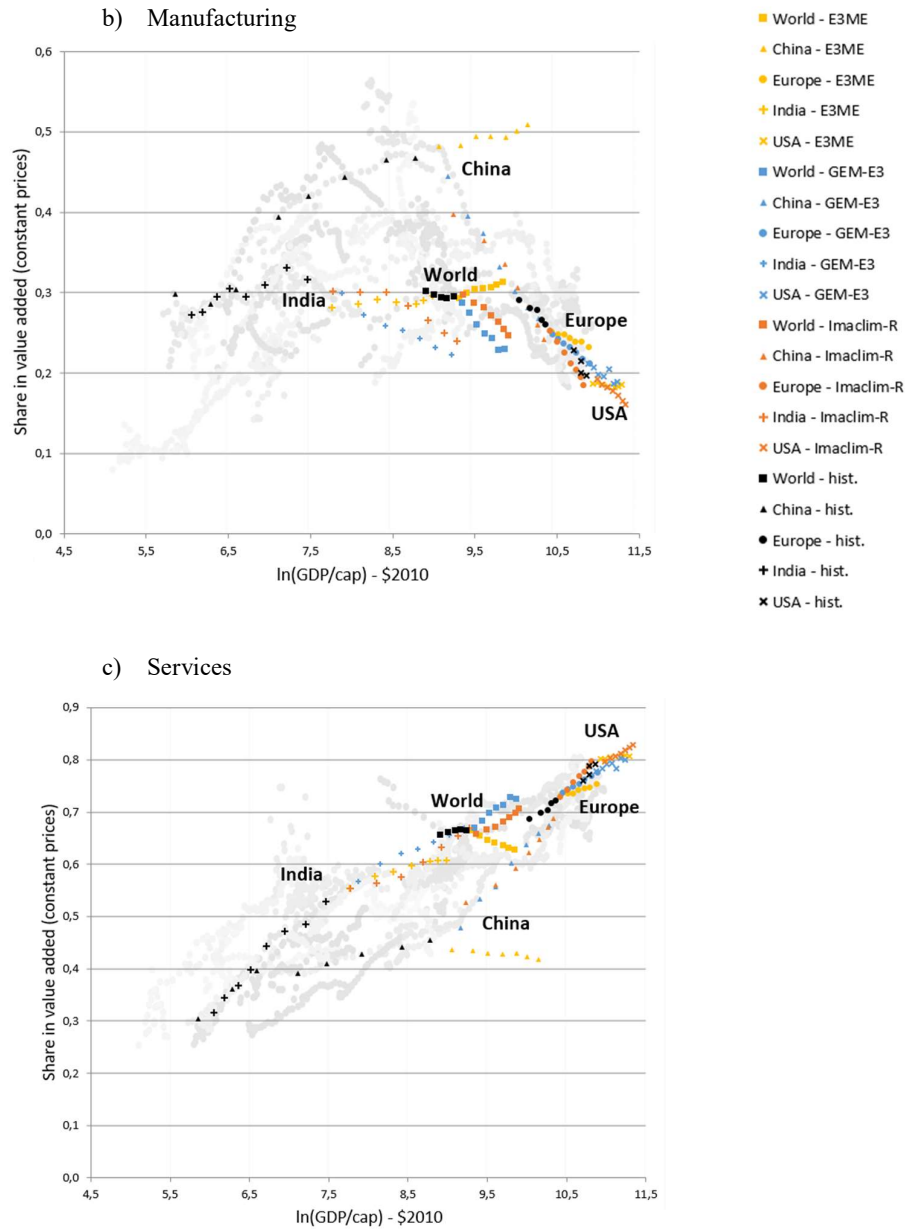 b) Manufacturing
0,6
0,5
0,4
0,3
0,2
0,1
0,0
Share in value added (constant prices)
China
World
India
Europe
USA
4,5 5,5 6,5 7,5 8,5 9,5 10,5 11,5
ln(GDP/cap) - $2010
World - E3ME
China - E3ME
Europe - E3ME
India - E3ME
USA - E3ME
World - GEM-E3
China - GEM-E3
Europe - GEM-E3
India - GEM-E3
USA - GEM-E3
World - Imaclim-R
China - Imaclim-R
Europe - Imaclim-R
India - Imaclim-R
USA - Imaclim-R
World - hist.
China - hist.
Europe - hist.
India - hist.
USA - hist.
c) Services
0,9
0,8
0,7
0,6
0,5
0,4
0,3
0,2
0,1
0,0
Share in value added (constant prices)
USA
World
Europe
India
China
4,5 5,5 6,5 7,5 8,5 9,5 10,5 11,5
ln(GDP/cap) - $2010